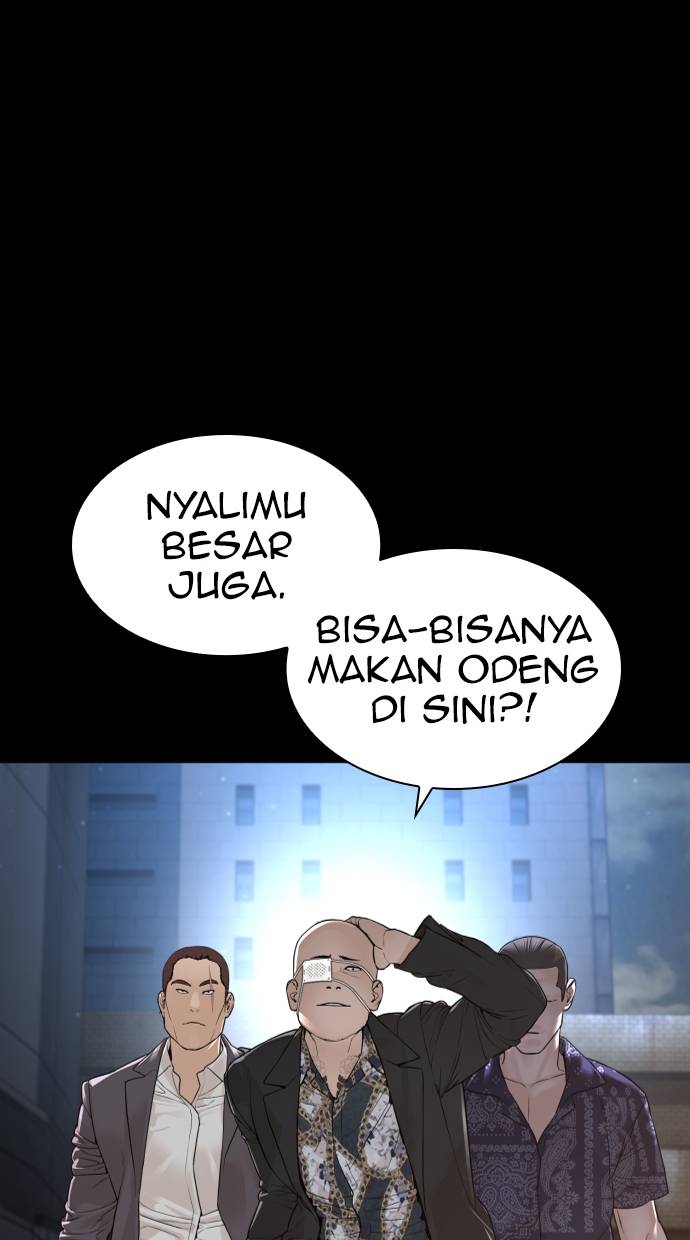 NYALIMU
BESAR
JUGA.
BISA-BISANYA
MAKAN ODENG
DI SINI?!